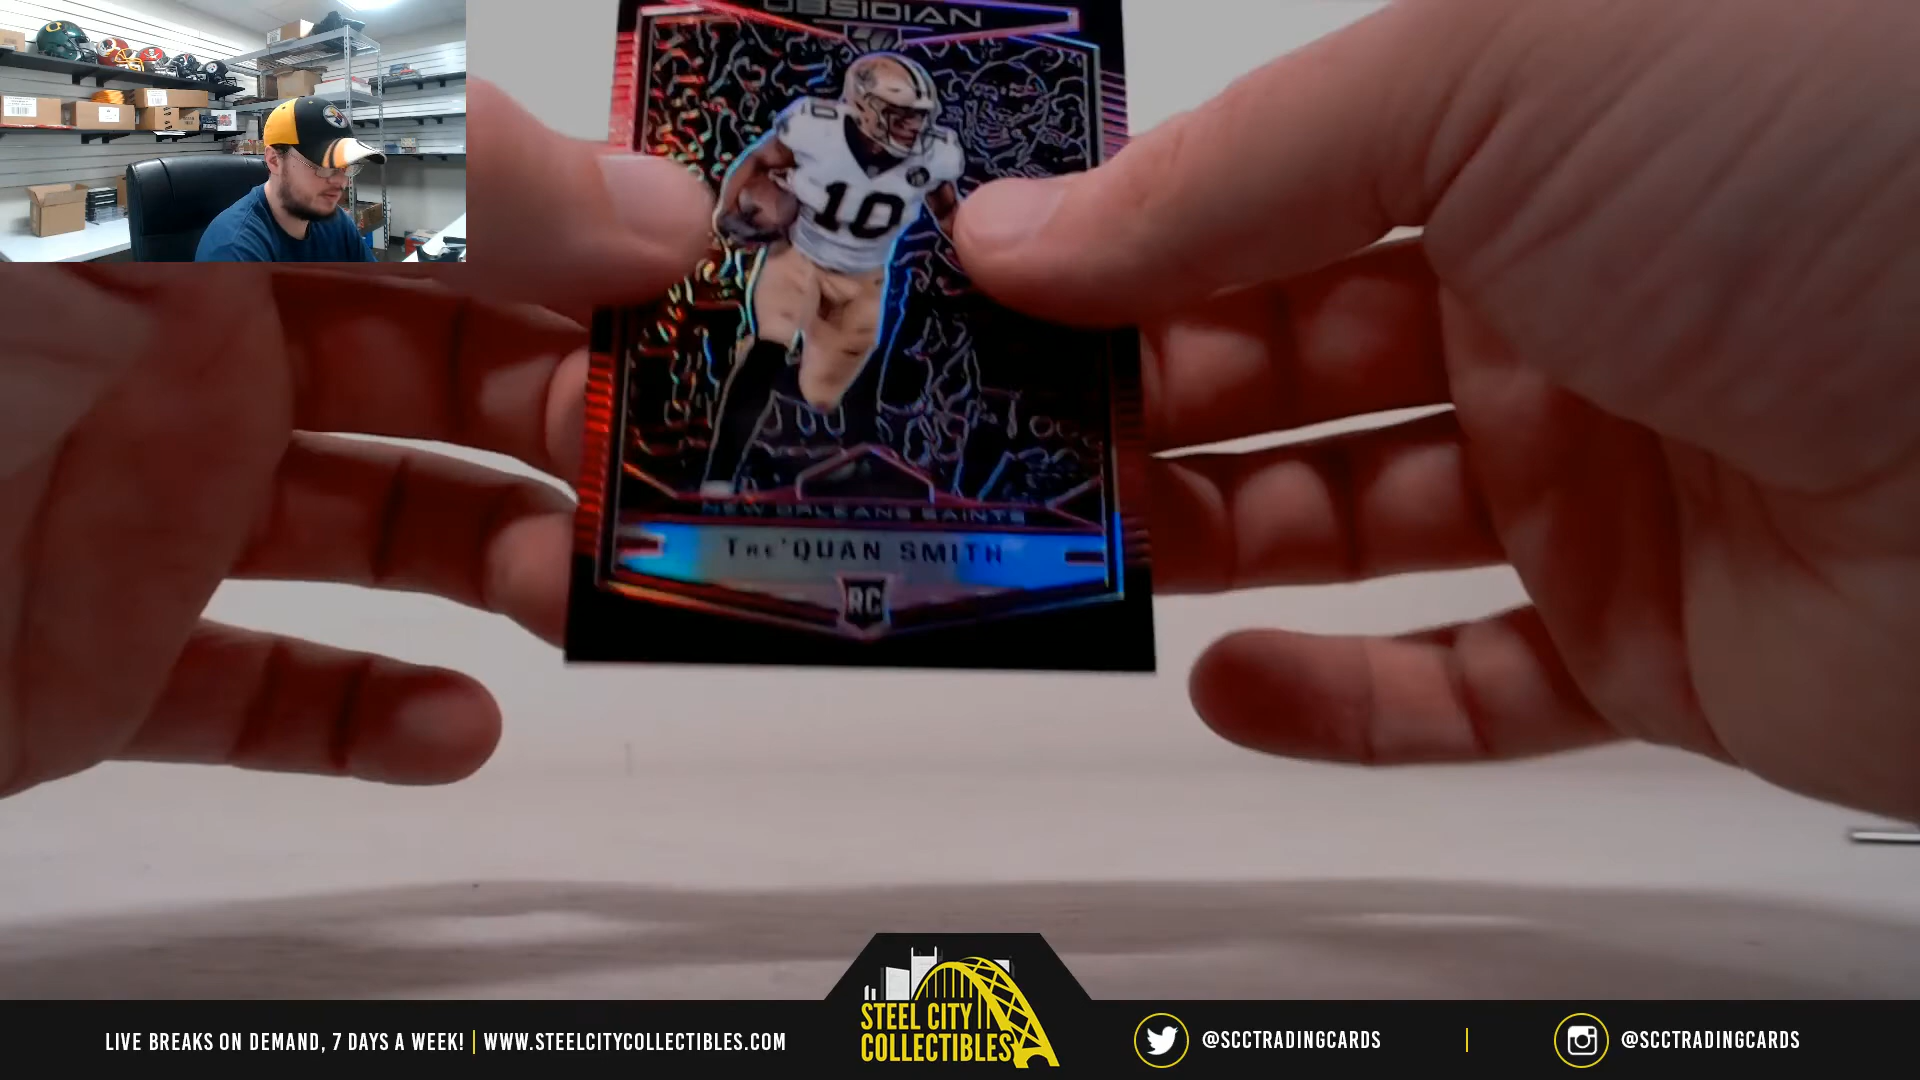 OBSIDIAN
10
10
NEW ORLEANS SAINTS
TRE'QUAN SMITH
RC
LIVE BREAKS ON DEMAND, 7 DAYS A WEEK! | WWW.STEELCITYCOLLECTIBLES.COM
STEEL CITY
COLLECTIBLES
@SCCTRADINGCARDS
@SCCTRADINGCARDS